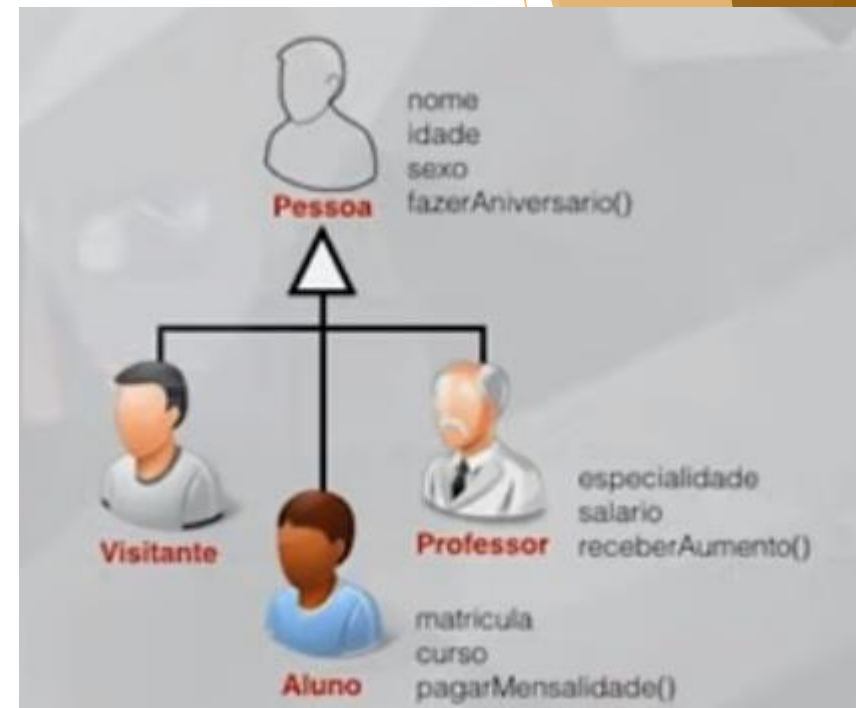 nome
idade
sexo
fazerAniversario()
Pessoa
Visitante
Professor
especialidade
salario
receberAumento()
Aluno
matricula
curso
pagarMensalidade()